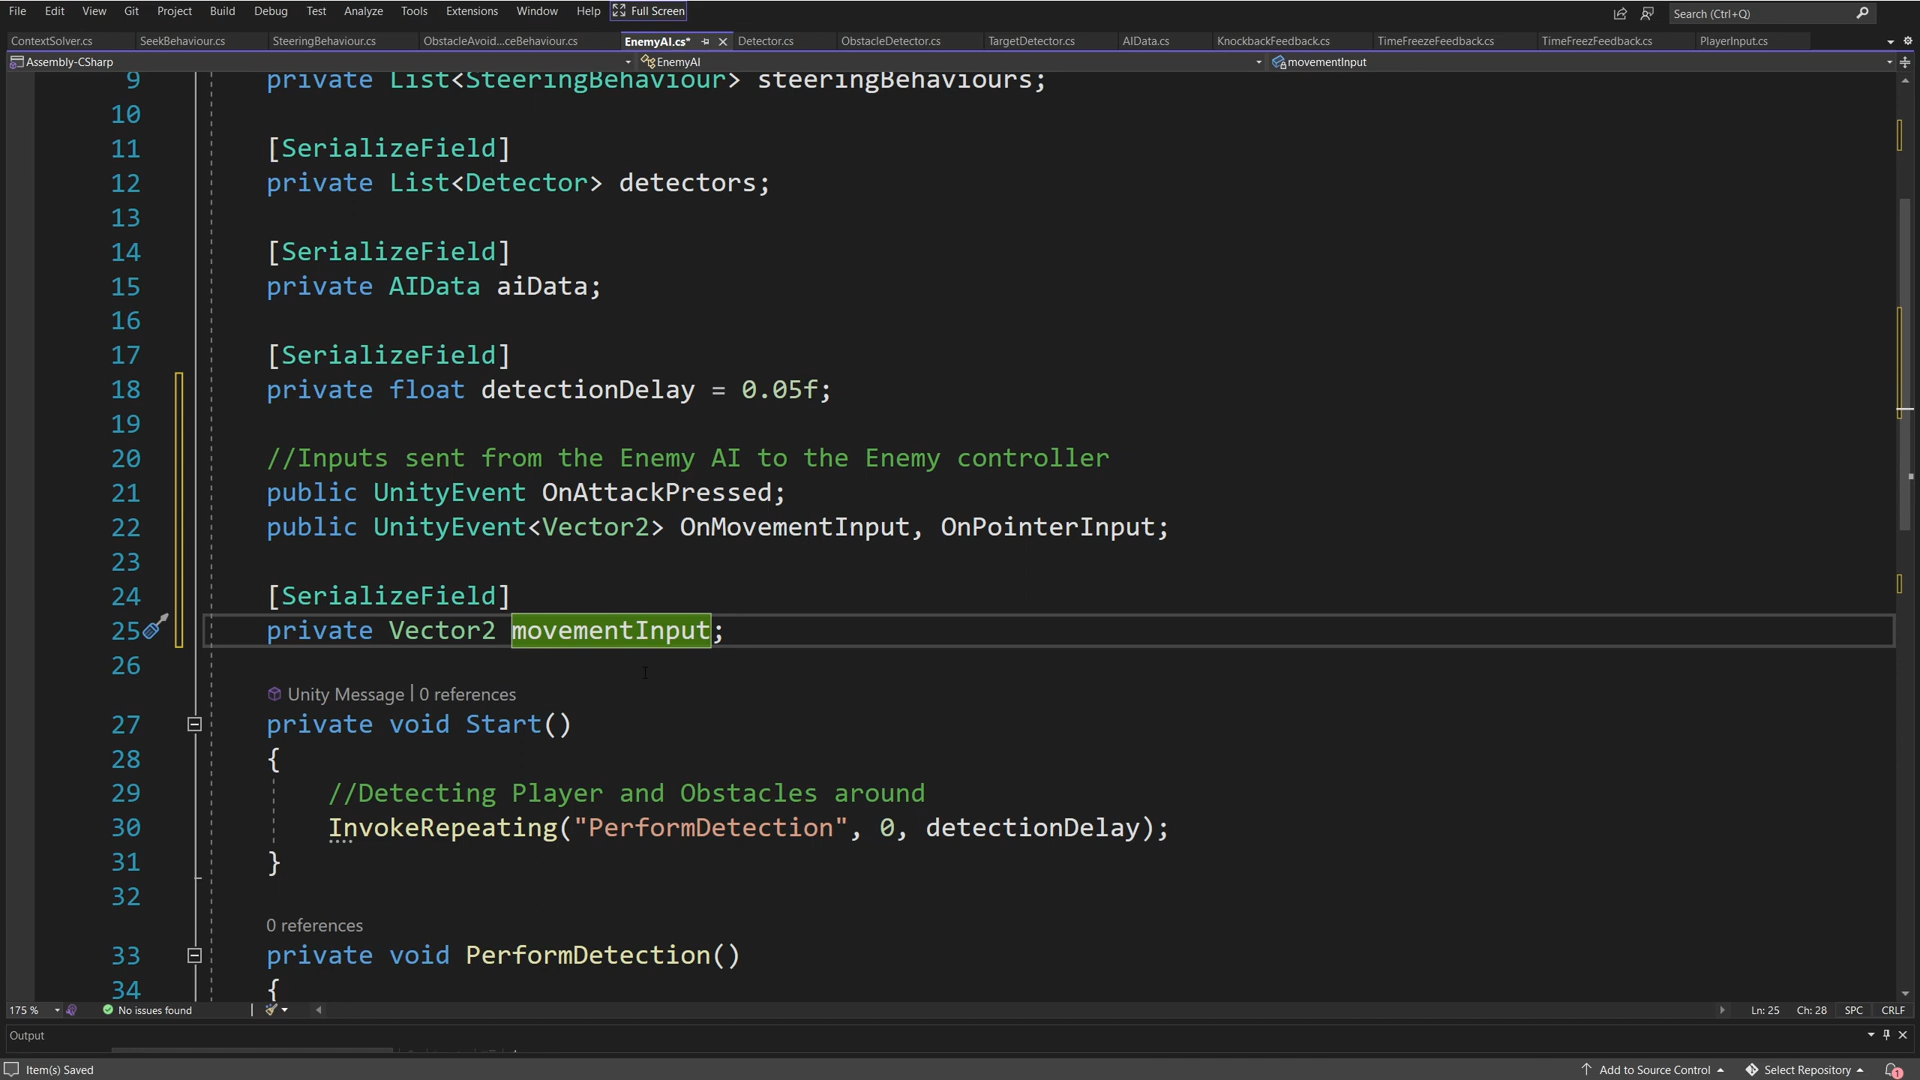 File Edit View Git Project Build Debug Test Analyze Tools Extensions Window Help Full Screen Search (Ctrl+Q)
ContextSolver.cs SeekBehaviour.cs SteeringBehaviour.cs ObstacleAvoid...ceBehaviour.cs EnemyAI.cs* Detector.cs ObstacleDetector.cs TargetDetector.cs AIData.cs KnockbackFeedback.cs TimeFreezeFeedback.cs TimeFreezFeedback.cs PlayerInput.cs
Assembly-CSharp EnemyAI movementInput
9 private List<SteeringBehaviour> steeringBehaviours;
10
11 [SerializeField]
12 private List<Detector> detectors;
13
14 [SerializeField]
15 private AIData aiData;
16
17 [SerializeField]
18 private float detectionDelay = 0.05f;
19
20 //Inputs sent from the Enemy AI to the Enemy controller
21 public UnityEvent OnAttackPressed;
22 public UnityEvent<Vector2> OnMovementInput, OnPointerInput;
23
24 [SerializeField]
25 private Vector2 movementInput;
26
Unity Message | 0 references
27 private void Start()
28 {
29 //Detecting Player and Obstacles around
30 InvokeRepeating("PerformDetection", 0, detectionDelay);
31 }
32
0 references
33 private void PerformDetection()
34 {
175 % No issues found Ln: 25 Ch: 28 SPC CRLF
Output
Item(s) Saved Add to Source Control Select Repository 1